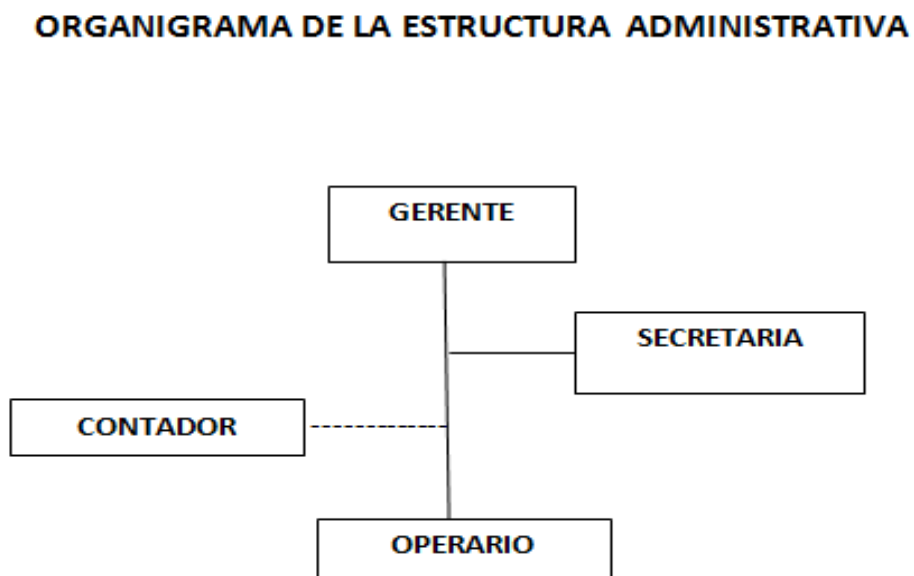 ORGANIGRAMA DE LA ESTRUCTURA ADMINISTRATIVA
GERENTE
SECRETARIA
CONTADOR
OPERARIO